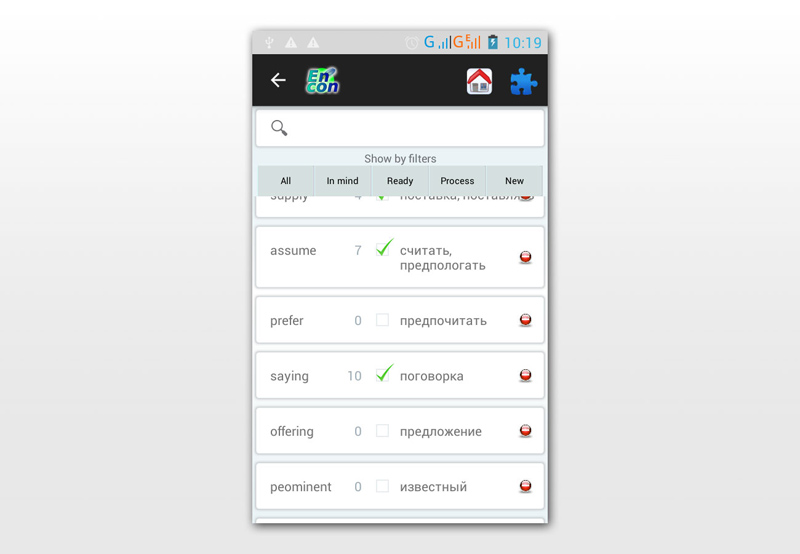 G G E 10:19
En
con
Show by filters
All In mind Ready Process New
supply 4 поставка, поставля
assume 7 считать,
предпологать
prefer 0 предпочитать
saying 10 поговорка
offering 0 предложение
peominent 0 известный